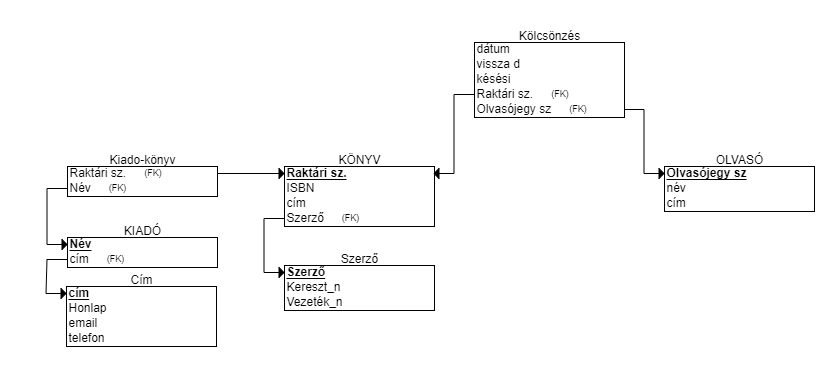 Kölcsönzés
dátum
vissza d
késési
Raktári sz. (FK)
Olvasójegy sz (FK)
Kiado-könyv
Raktári sz. (FK)
Név (FK)
KÖNYV
Raktári sz.
ISBN
cím
Szerző (FK)
OLVASÓ
Olvasójegy sz
név
cím
KIADÓ
Név
cím (FK)
Szerző
Szerző
Kereszt_n
Vezeték_n
Cím
cím
Honlap
email
telefon